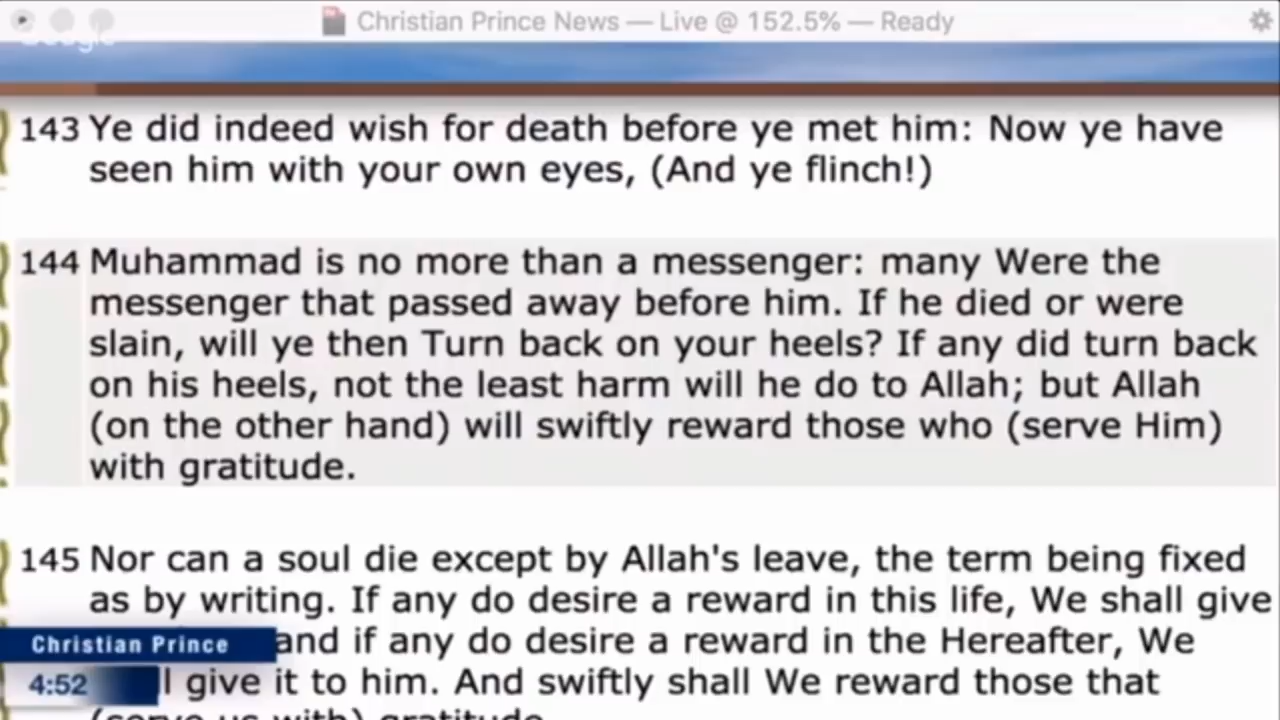 Christian Prince News — Live @ 152.5% — Ready
Google
143 Ye did indeed wish for death before ye met him: Now ye have
seen him with your own eyes, (And ye flinch!)
144 Muhammad is no more than a messenger: many Were the
messenger that passed away before him. If he died or were
slain, will ye then Turn back on your heels? If any did turn back
on his heels, not the least harm will he do to Allah; but Allah
(on the other hand) will swiftly reward those who (serve Him)
with gratitude.
145 Nor can a soul die except by Allah's leave, the term being fixed
as by writing. If any do desire a reward in this life, We shall give
and if any do desire a reward in the Hereafter, We
l give it to him. And swiftly shall We reward those that
(serve us with) gratitude
Christian Prince
4:52